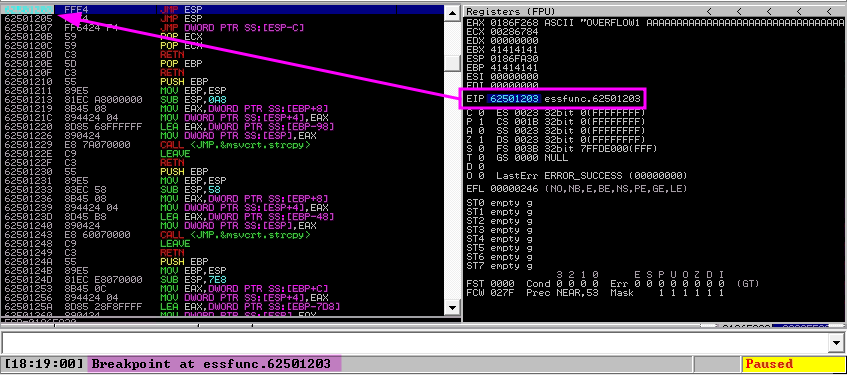 62501203 FFE4 JMP ESP
62501205 FFE4 JMP ESP
62501207 FF6424 F4 JMP DWORD PTR SS:[ESP-C]
6250120B 59 POP ECX
6250120C 59 POP ECX
6250120D C3 RETN
6250120E 5D POP EBP
6250120F C3 RETN
62501210 55 PUSH EBP
62501211 89E5 MOV EBP,ESP
62501213 81EC A8000000 SUB ESP,0A8
62501219 8B45 08 MOV EAX,DWORD PTR SS:[EBP+8]
6250121C 894424 04 MOV DWORD PTR SS:[ESP+4],EAX
62501220 8D85 68FFFFFF LEA EAX,DWORD PTR SS:[EBP-98]
62501226 890424 MOV DWORD PTR SS:[ESP],EAX
62501229 E8 7A070000 CALL <JMP.&msvcrt.strcpy>
6250122E C9 LEAVE
6250122F C3 RETN
62501230 55 PUSH EBP
62501231 89E5 MOV EBP,ESP
62501233 83EC 58 SUB ESP,58
62501236 8B45 08 MOV EAX,DWORD PTR SS:[EBP+8]
62501239 894424 04 MOV DWORD PTR SS:[ESP+4],EAX
6250123D 8D45 B8 LEA EAX,DWORD PTR SS:[EBP-48]
62501240 890424 MOV DWORD PTR SS:[ESP],EAX
62501243 E8 60070000 CALL <JMP.&msvcrt.strcpy>
62501248 C9 LEAVE
62501249 C3 RETN
6250124A 55 PUSH EBP
6250124B 89E5 MOV EBP,ESP
6250124D 81EC E8070000 SUB ESP,7E8
62501253 8B45 0C MOV EAX,DWORD PTR SS:[EBP+C]
62501256 894424 04 MOV DWORD PTR SS:[ESP+4],EAX
6250125A 8D85 28F8FFFF LEA EAX,DWORD PTR SS:[EBP-7D8]
62501260 890424 MOV DWORD PTR SS:[ESP],EAX
Registers (FPU) < < < < < <
EAX 0186F268 ASCII "OVERFLOW1 AAAAAAAAAAAAAAAAAAAAAAAAAAAAAAAA
ECX 00286784
EDX 00000000
EBX 41414141
ESP 0186FA30
EBP 41414141
ESI 00000000
EDI 00000000
EIP 62501203 essfunc.62501203
C 0 ES 0023 32bit 0(FFFFFFFF)
P 1 CS 001B 32bit 0(FFFFFFFF)
A 0 SS 0023 32bit 0(FFFFFFFF)
Z 1 DS 0023 32bit 0(FFFFFFFF)
S 0 FS 003B 32bit 7FFDE000(FFF)
T 0 GS 0000 NULL
D 0
O 0 LastErr ERROR_SUCCESS (00000000)
EFL 00000246 (NO,NB,E,BE,NS,PE,GE,LE)
ST0 empty g
ST1 empty g
ST2 empty g
ST3 empty g
ST4 empty g
ST5 empty g
ST6 empty g
ST7 empty g
3 2 1 0 E S P U O Z D I
FST 0000 Cond 0 0 0 0 Err 0 0 0 0 0 0 0 0 (GT)
FCW 027F Prec NEAR,53 Mask 1 1 1 1 1 1
[18:19:00] Breakpoint at essfunc.62501203 Paused